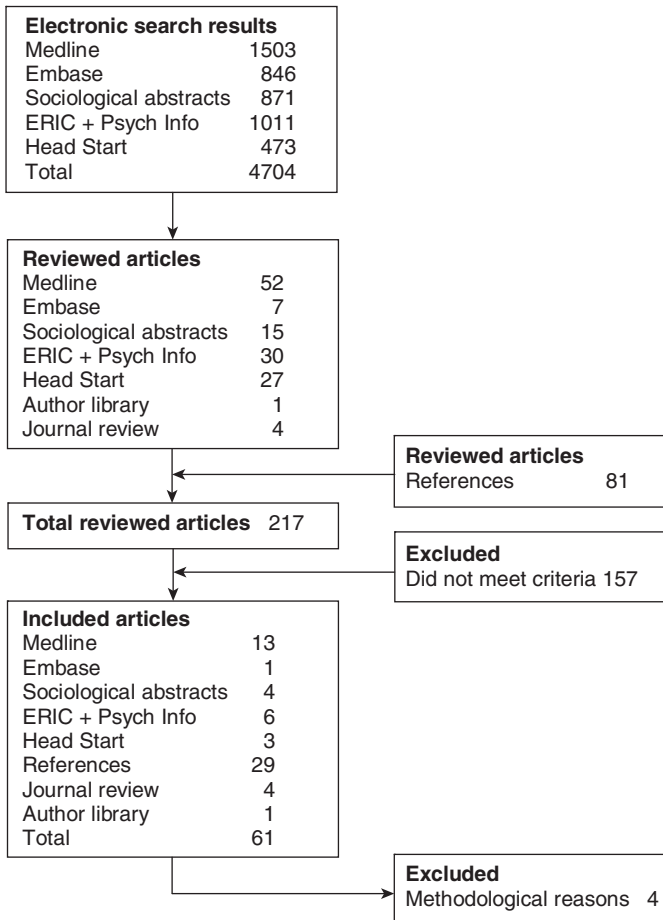 Electronic search results
Medline 1503
Embase 846
Sociological abstracts 871
ERIC + Psych Info 1011
Head Start 473
Total 4704
Reviewed articles
Medline 52
Embase 7
Sociological abstracts 15
ERIC + Psych Info 30
Head Start 27
Author library 1
Journal review 4
Reviewed articles
References 81
Total reviewed articles 217
Excluded
Did not meet criteria 157
Included articles
Medline 13
Embase 1
Sociological abstracts 4
ERIC + Psych Info 6
Head Start 3
References 29
Journal review 4
Author library 1
Total 61
Excluded
Methodological reasons 4